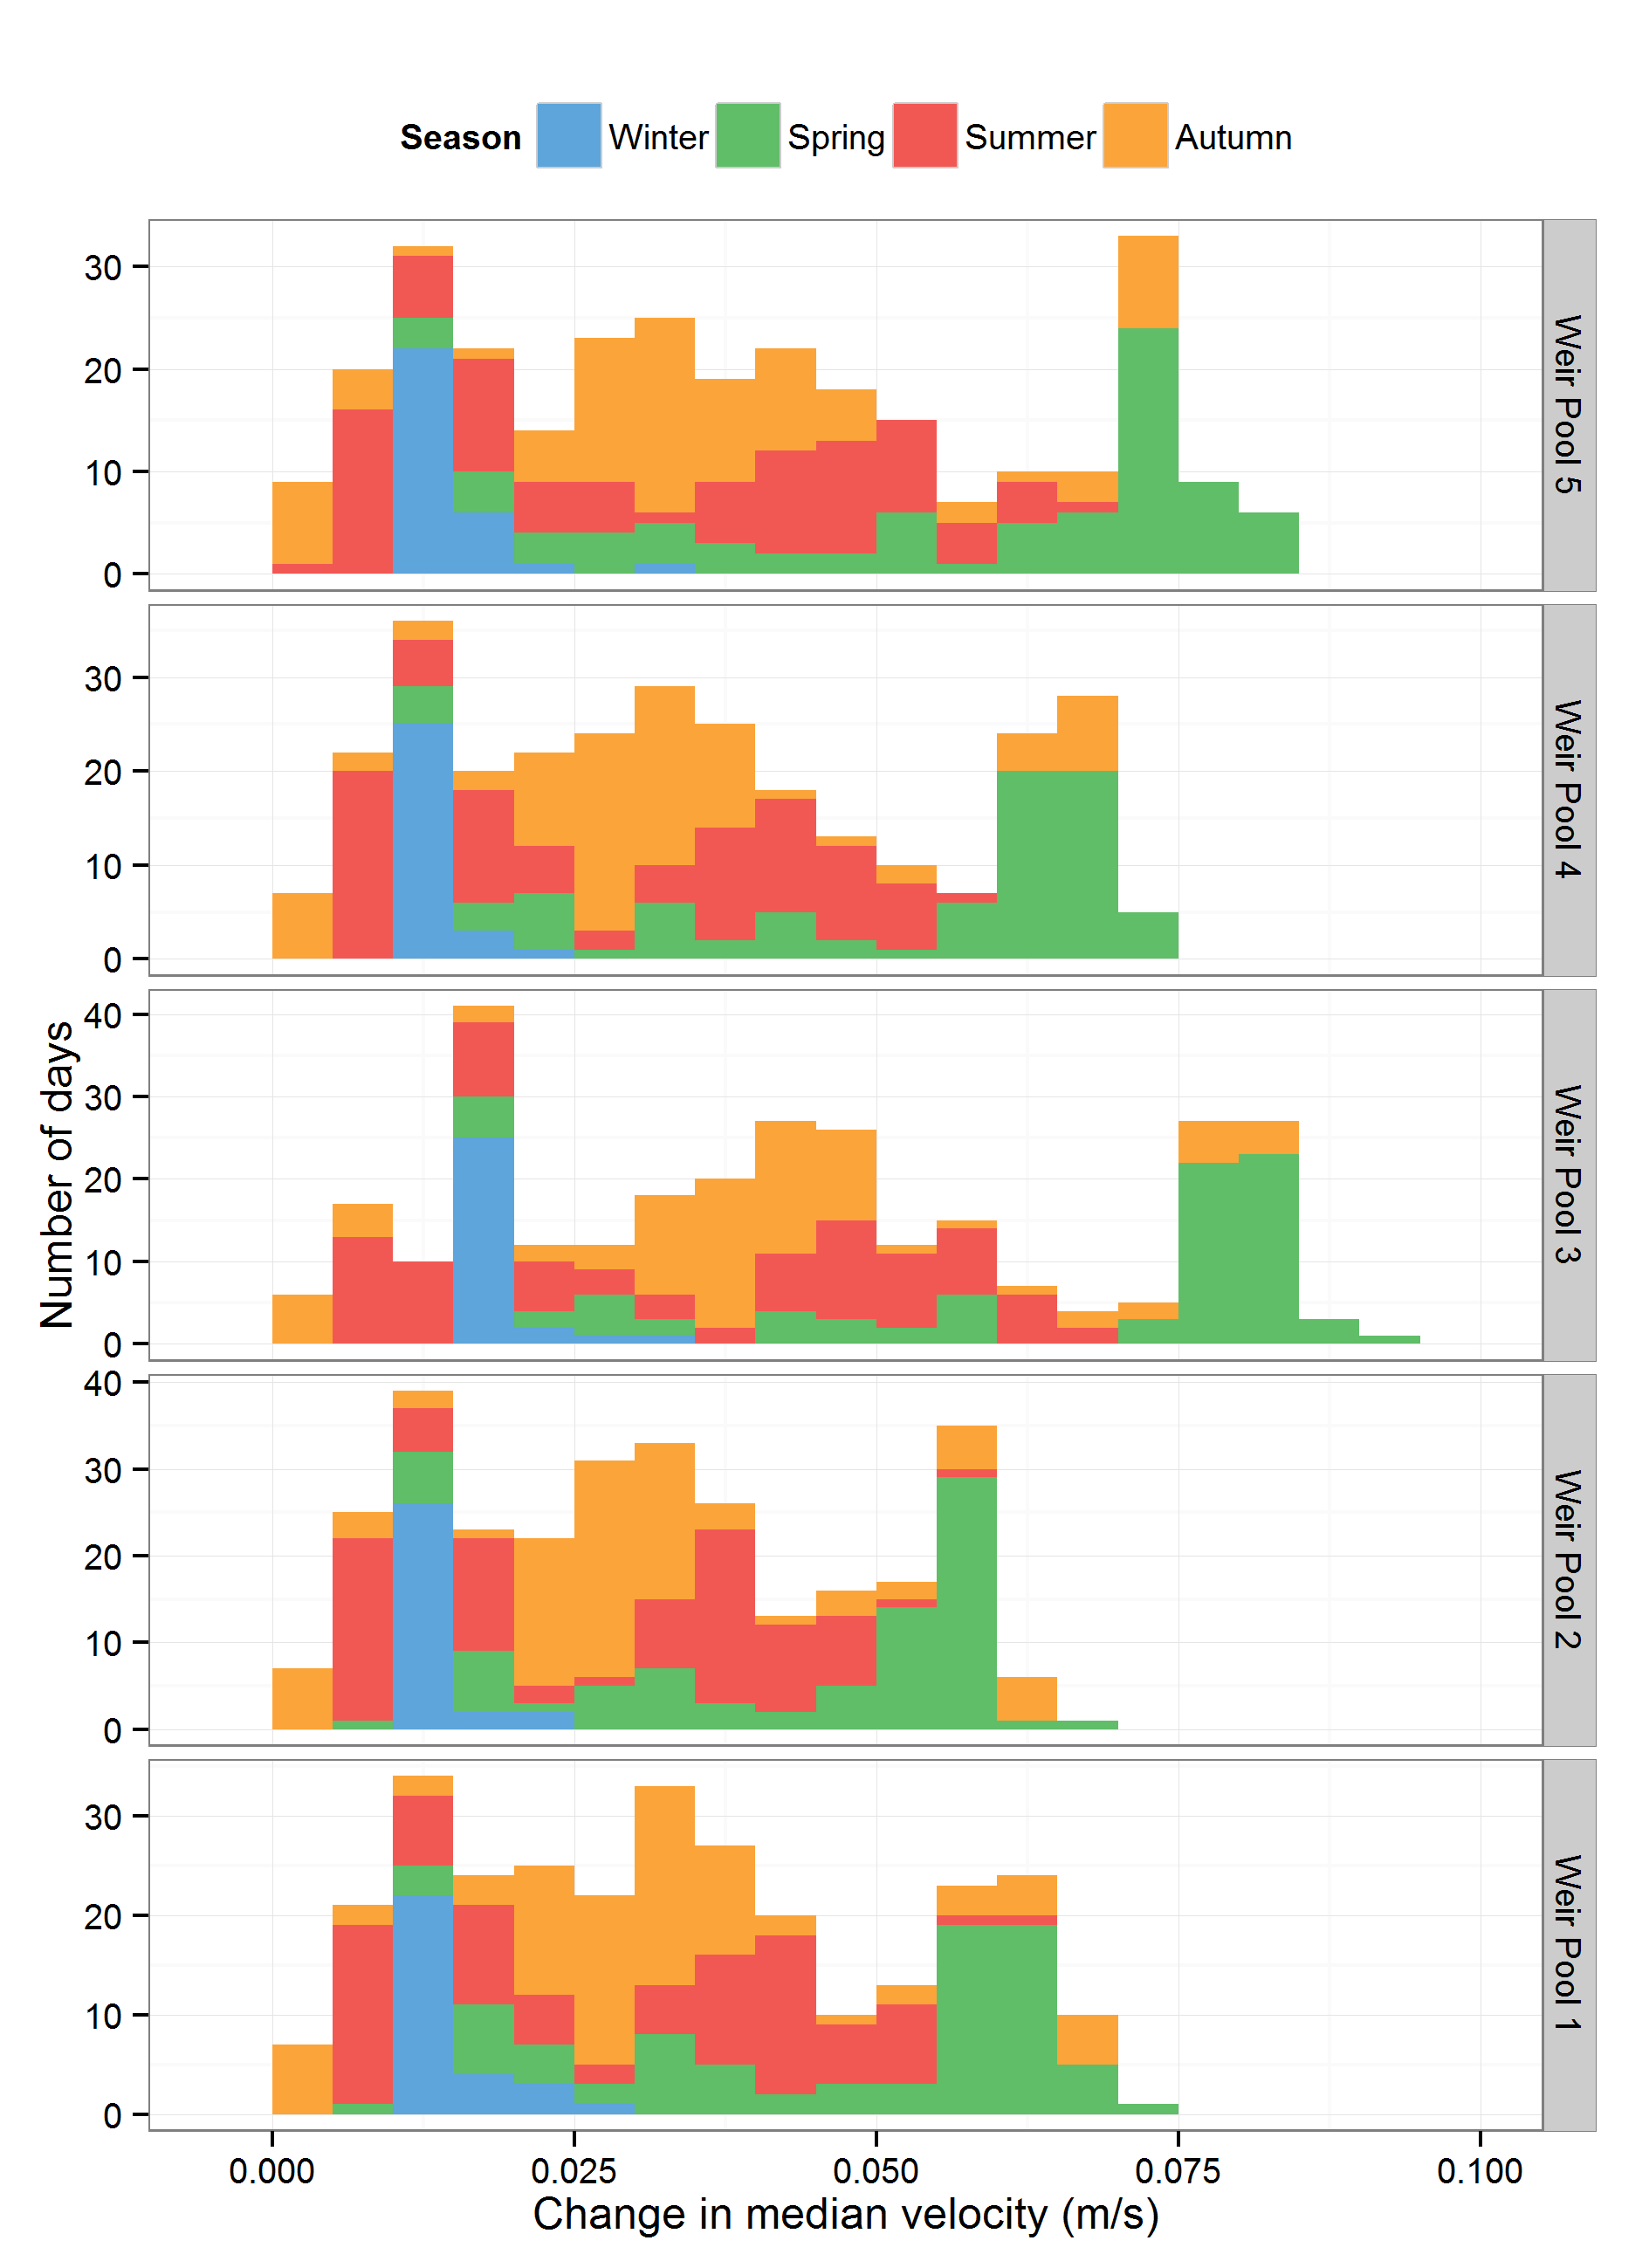 Season Winter Spring Summer Autumn
30
20
10
0
Weir Pool 5
30
20
10
0
Weir Pool 4
40
30
20
10
0
Weir Pool 3
Number of days
40
30
20
10
0
Weir Pool 2
30
20
10
0
Weir Pool 1
0.000 0.025 0.050 0.075 0.100
Change in median velocity (m/s)